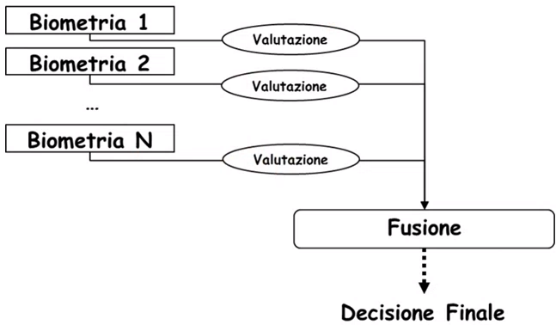 Biometria 1
Valutazione
Biometria 2
Valutazione
...
Biometria N
Valutazione
Fusione
Decisione Finale